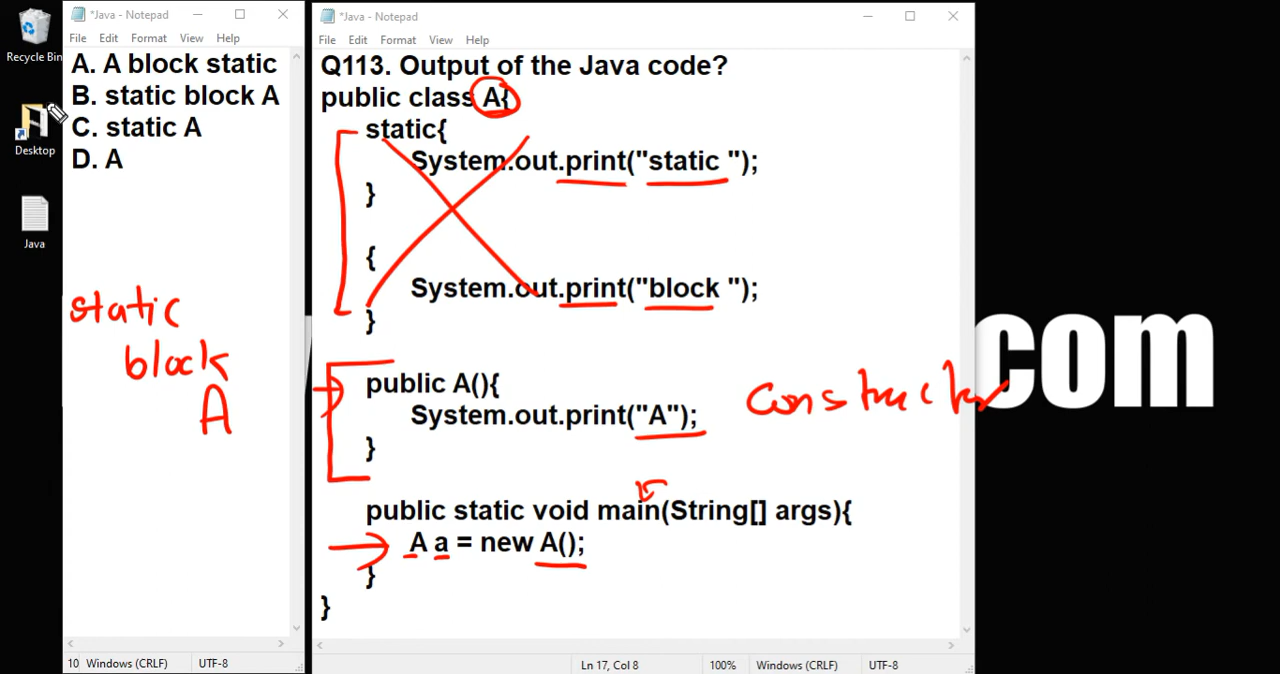 Recycle Bin
Desktop
Java
*Java - Notepad
File Edit Format View Help
A. A block static
B. static block A
C. static A
D. A
static
block
A
10 Windows (CRLF) UTF-8
*Java - Notepad
File Edit Format View Help
Q113. Output of the Java code?
public class A{
static{
System.out.print("static ");
}
{
System.out.print("block ");
}
public A(){
System.out.print("A");
}
constructor
public static void main(String[] args){
A a = new A();
}
}
Ln 17, Col 8 100% Windows (CRLF) UTF-8
.com